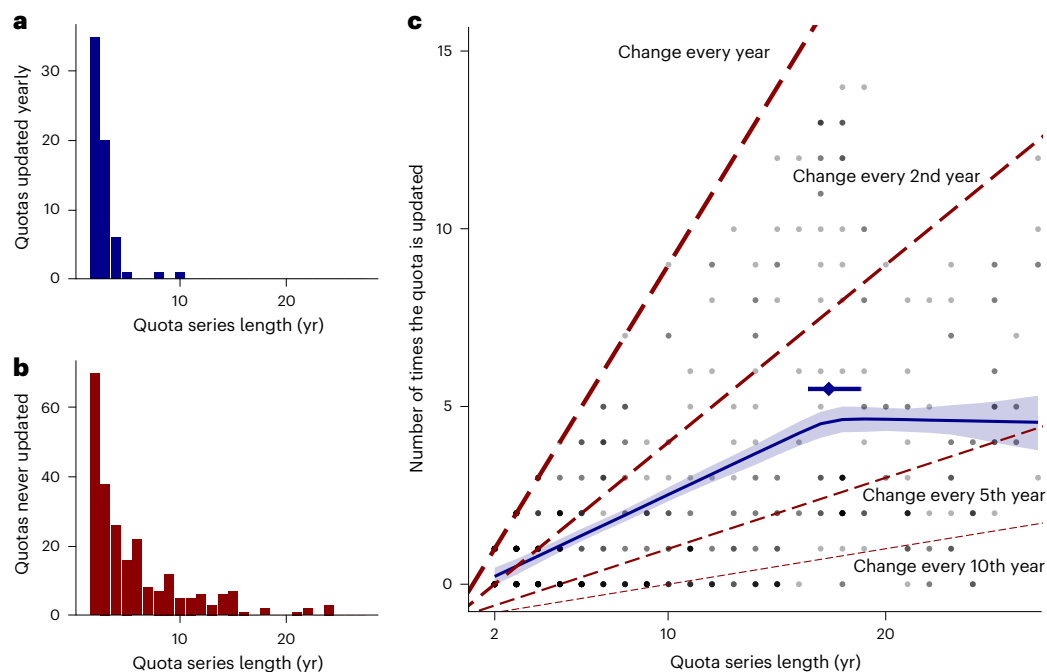 a
Quotas updated yearly
30
20
10
0
10
20
Quota series length (yr)
b
Quotas never updated
60
40
20
0
10
20
Quota series length (yr)
c
Number of times the quota is updated
15
10
5
0
Change every year
Change every 2nd year
Change every 5th year
Change every 10th year
2
10
20
Quota series length (yr)